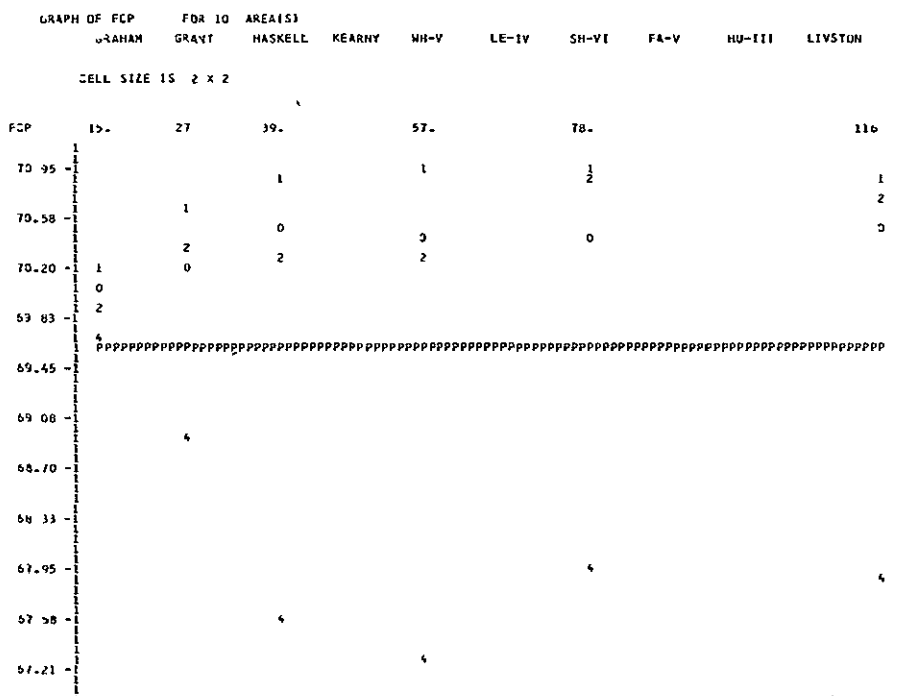 GRAPH OF FCP FOR 10 AREA(S)
GRAHAM GRANT HASKELL KEARNY WH-V LE-IV SH-VI FA-V HU-III LIVSTON
CELL SIZE IS 2 X 2
FCP 15. 27 39. 57. 78. 116
70 95 - 1 1
1 2 1
2
1
70.58 -
0 0
0 0
2
2 2
70.20 - 1 0
0
2
69 83 -
4
PPPPPPPPPPPPPPPPPPPPPPPPPPPPPPPPPPPPPPPPPPPPPPPPPPPPPPPPPPPPPPPPPPPPPPPPPPPPPPPPPPPPPPPPPPPPPPPPPPPP
69.45 -
69 08 -
4
68.70 -
68 33 -
67.95 - 4
4
67 58 - 4
4
67.21 -